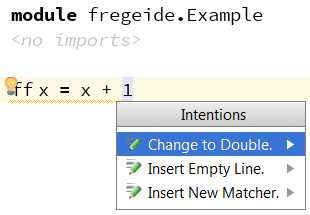 module fregeide.Example
<no imports>
ff x = x + 1
Intentions
Change to Double.
Insert Empty Line.
Insert New Matcher.